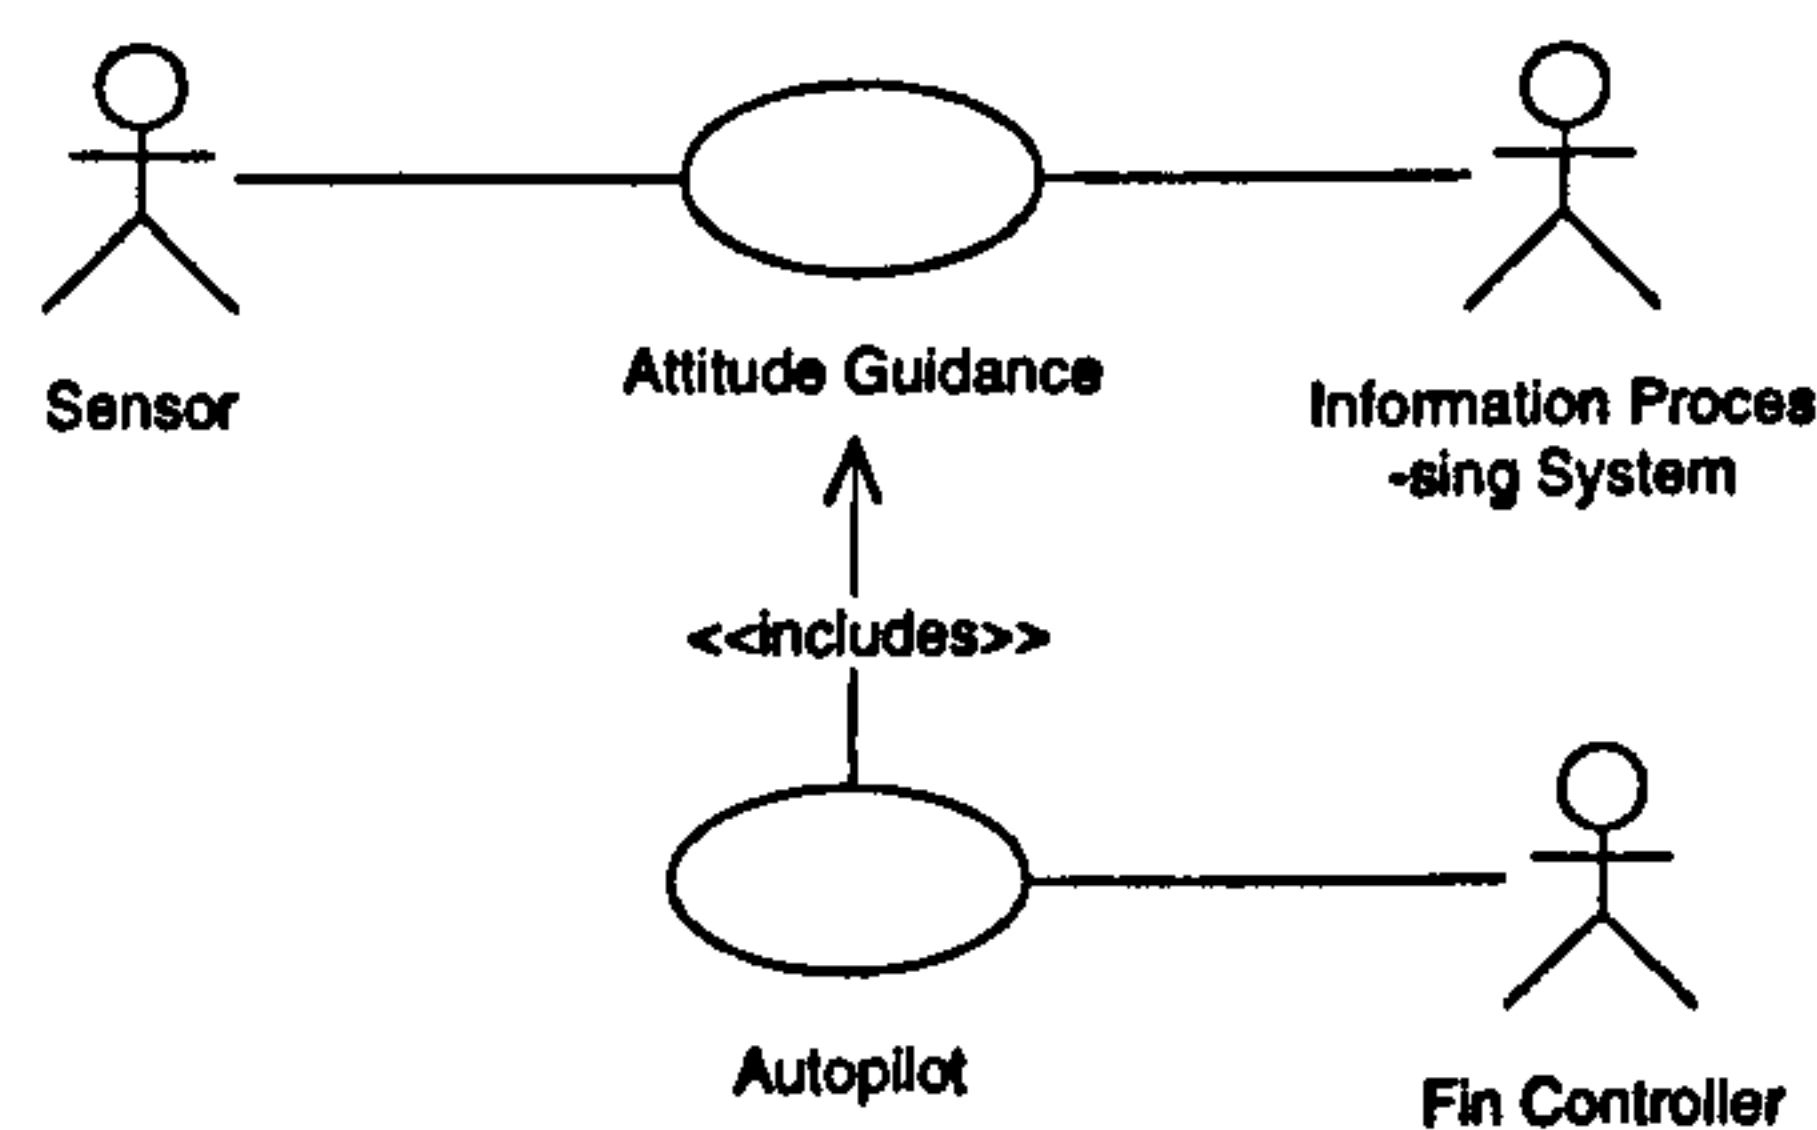 Sensor
Attitude Guidance
Information Proces
-sing System
<<includes>>
Autopilot
Fin Controller